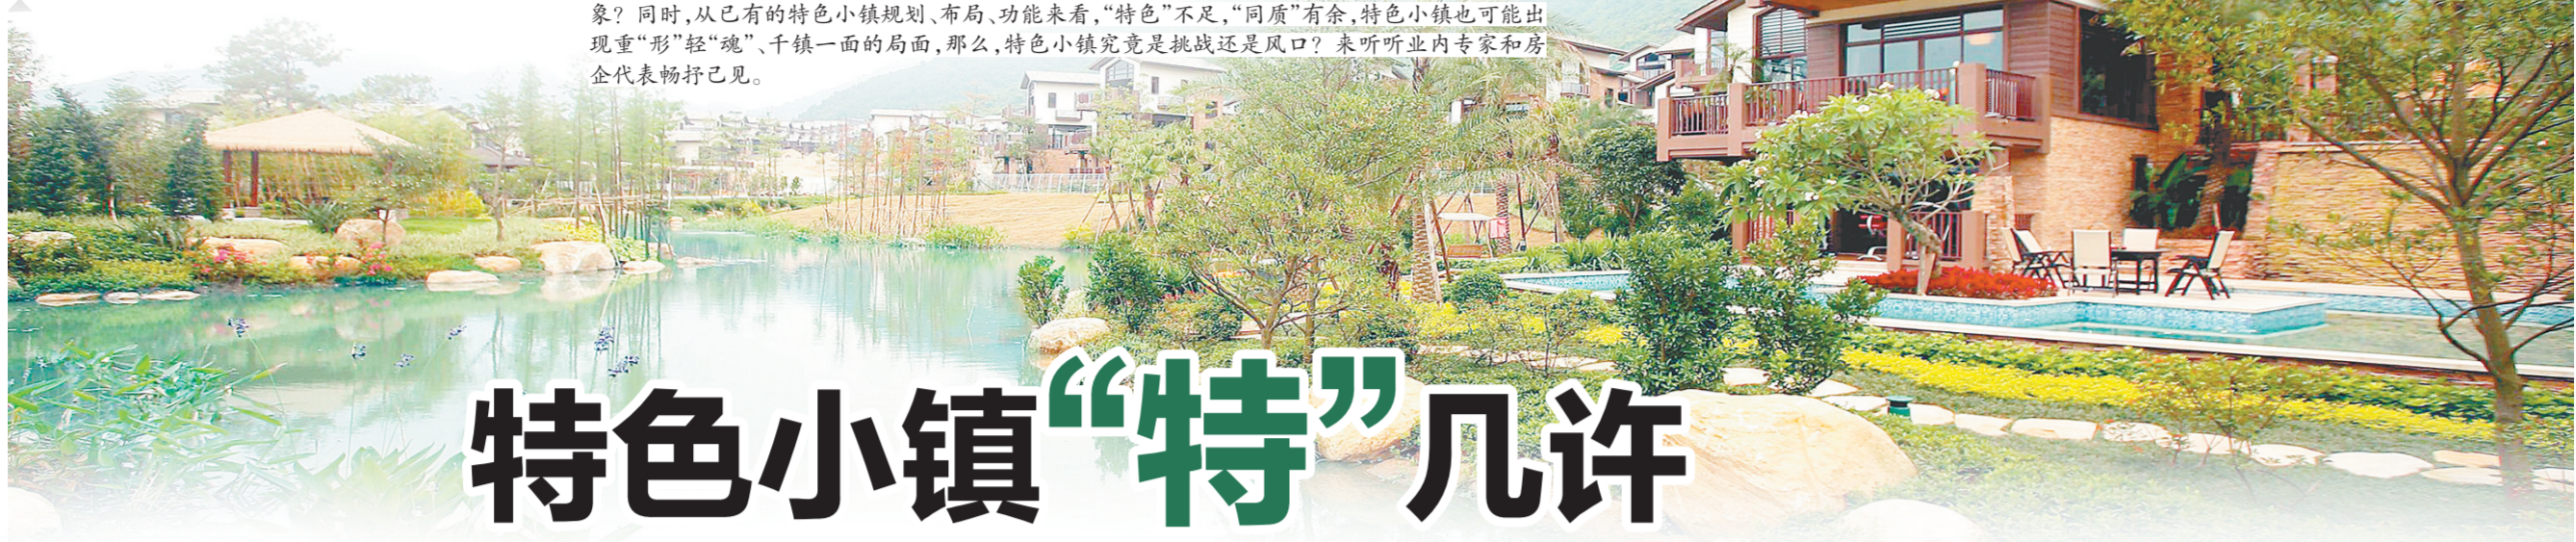 象？同时，从已有的特色小镇规划、布局、功能来看，“特色”不足，“同质”有余，特色小镇也可能出
现重“形”轻“魂”、千镇一面的局面，那么，特色小镇究竟是挑战还是风口？来听听业内专家和房
企代表畅抒己见。
特色小镇“特”几许